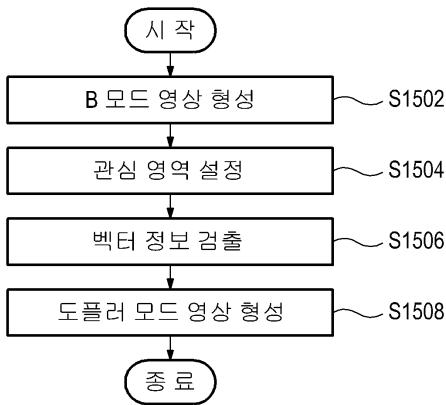 시작
B 모드 영상 형성
S1502
관심 영역 설정
S1504
벡터 정보 검출
S1506
도플러 모드 영상 형성
S1508
종료